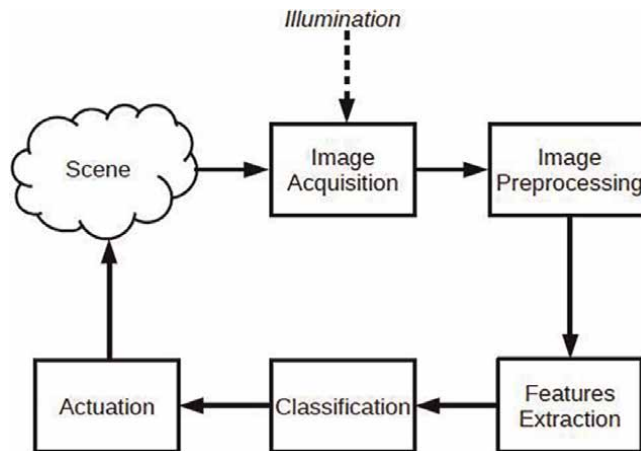 Illumination
Scene
Image
Acquisition
Image
Preprocessing
Actuation
Classification
Features
Extraction